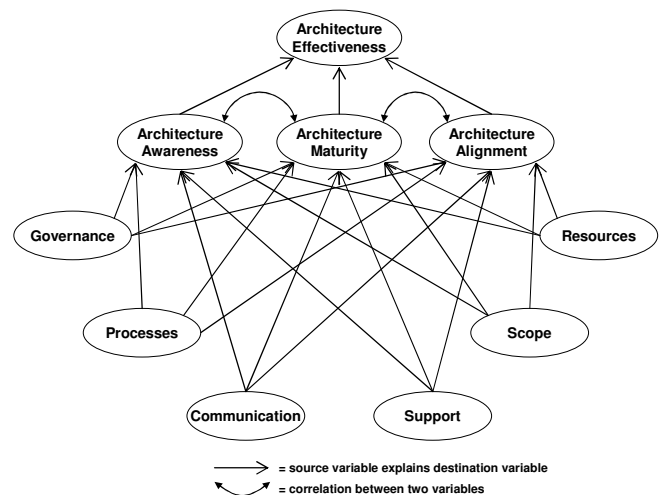 Architecture
Effectiveness
Architecture
Awareness
Architecture
Maturity
Architecture
Alignment
Governance
Resources
Processes
Scope
Communication
Support
= source variable explains destination variable
= correlation between two variables